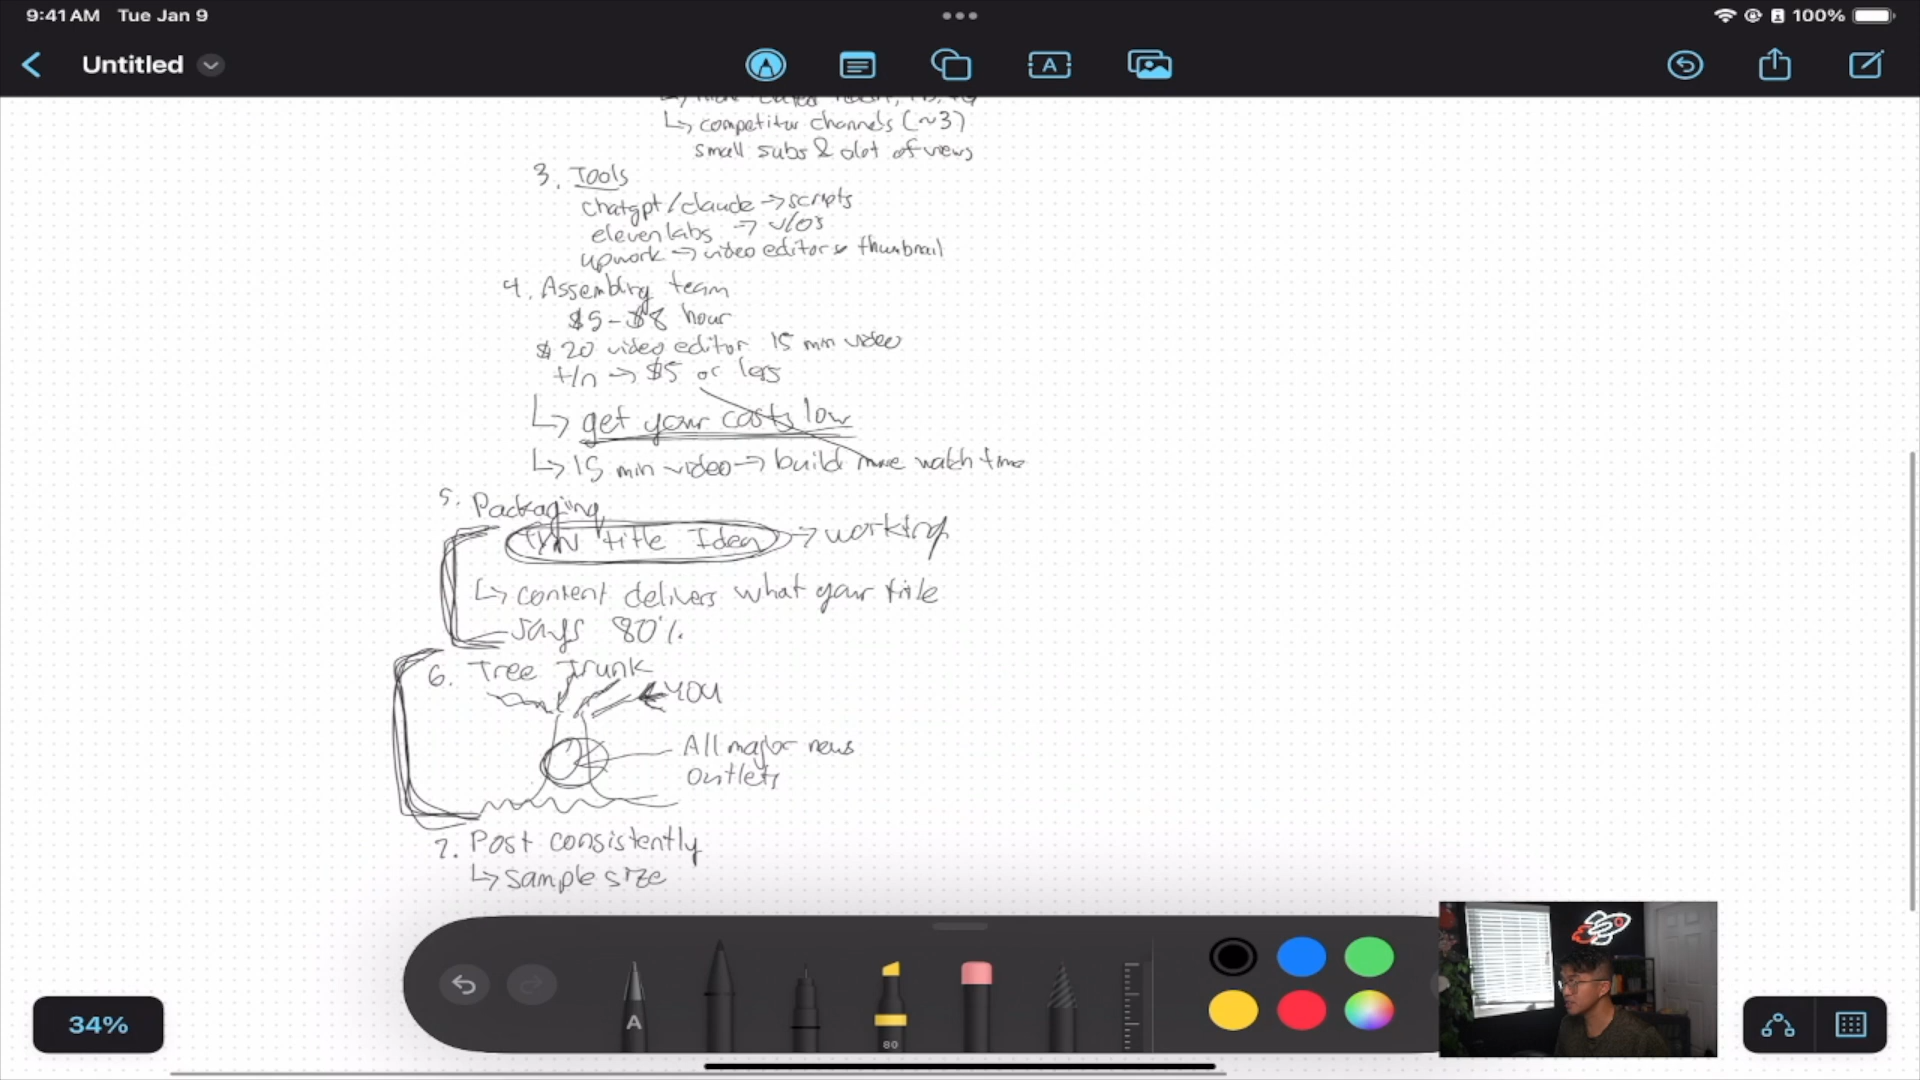 9:41 AM Tue Jan 9
100%
Untitled
↳ competitor channels (~3)
small subs & alot of views
3. Tools
chatgpt/claude → scripts
elevenlabs → v/o's
upwork → video editor & thumbnail
4. Assembling team
$5-$8 hour
$20 video editor 15 min video
t/n → $5 or less
↳ get your costs low
↳ 15 min video → build more watch time
5. Packaging
T/N title Idea → working
↳ content delivers what your title
says 80%
6. Tree Trunk
YOU
All major news
outlets
7. Post consistently
↳ sample size
A
80
34%